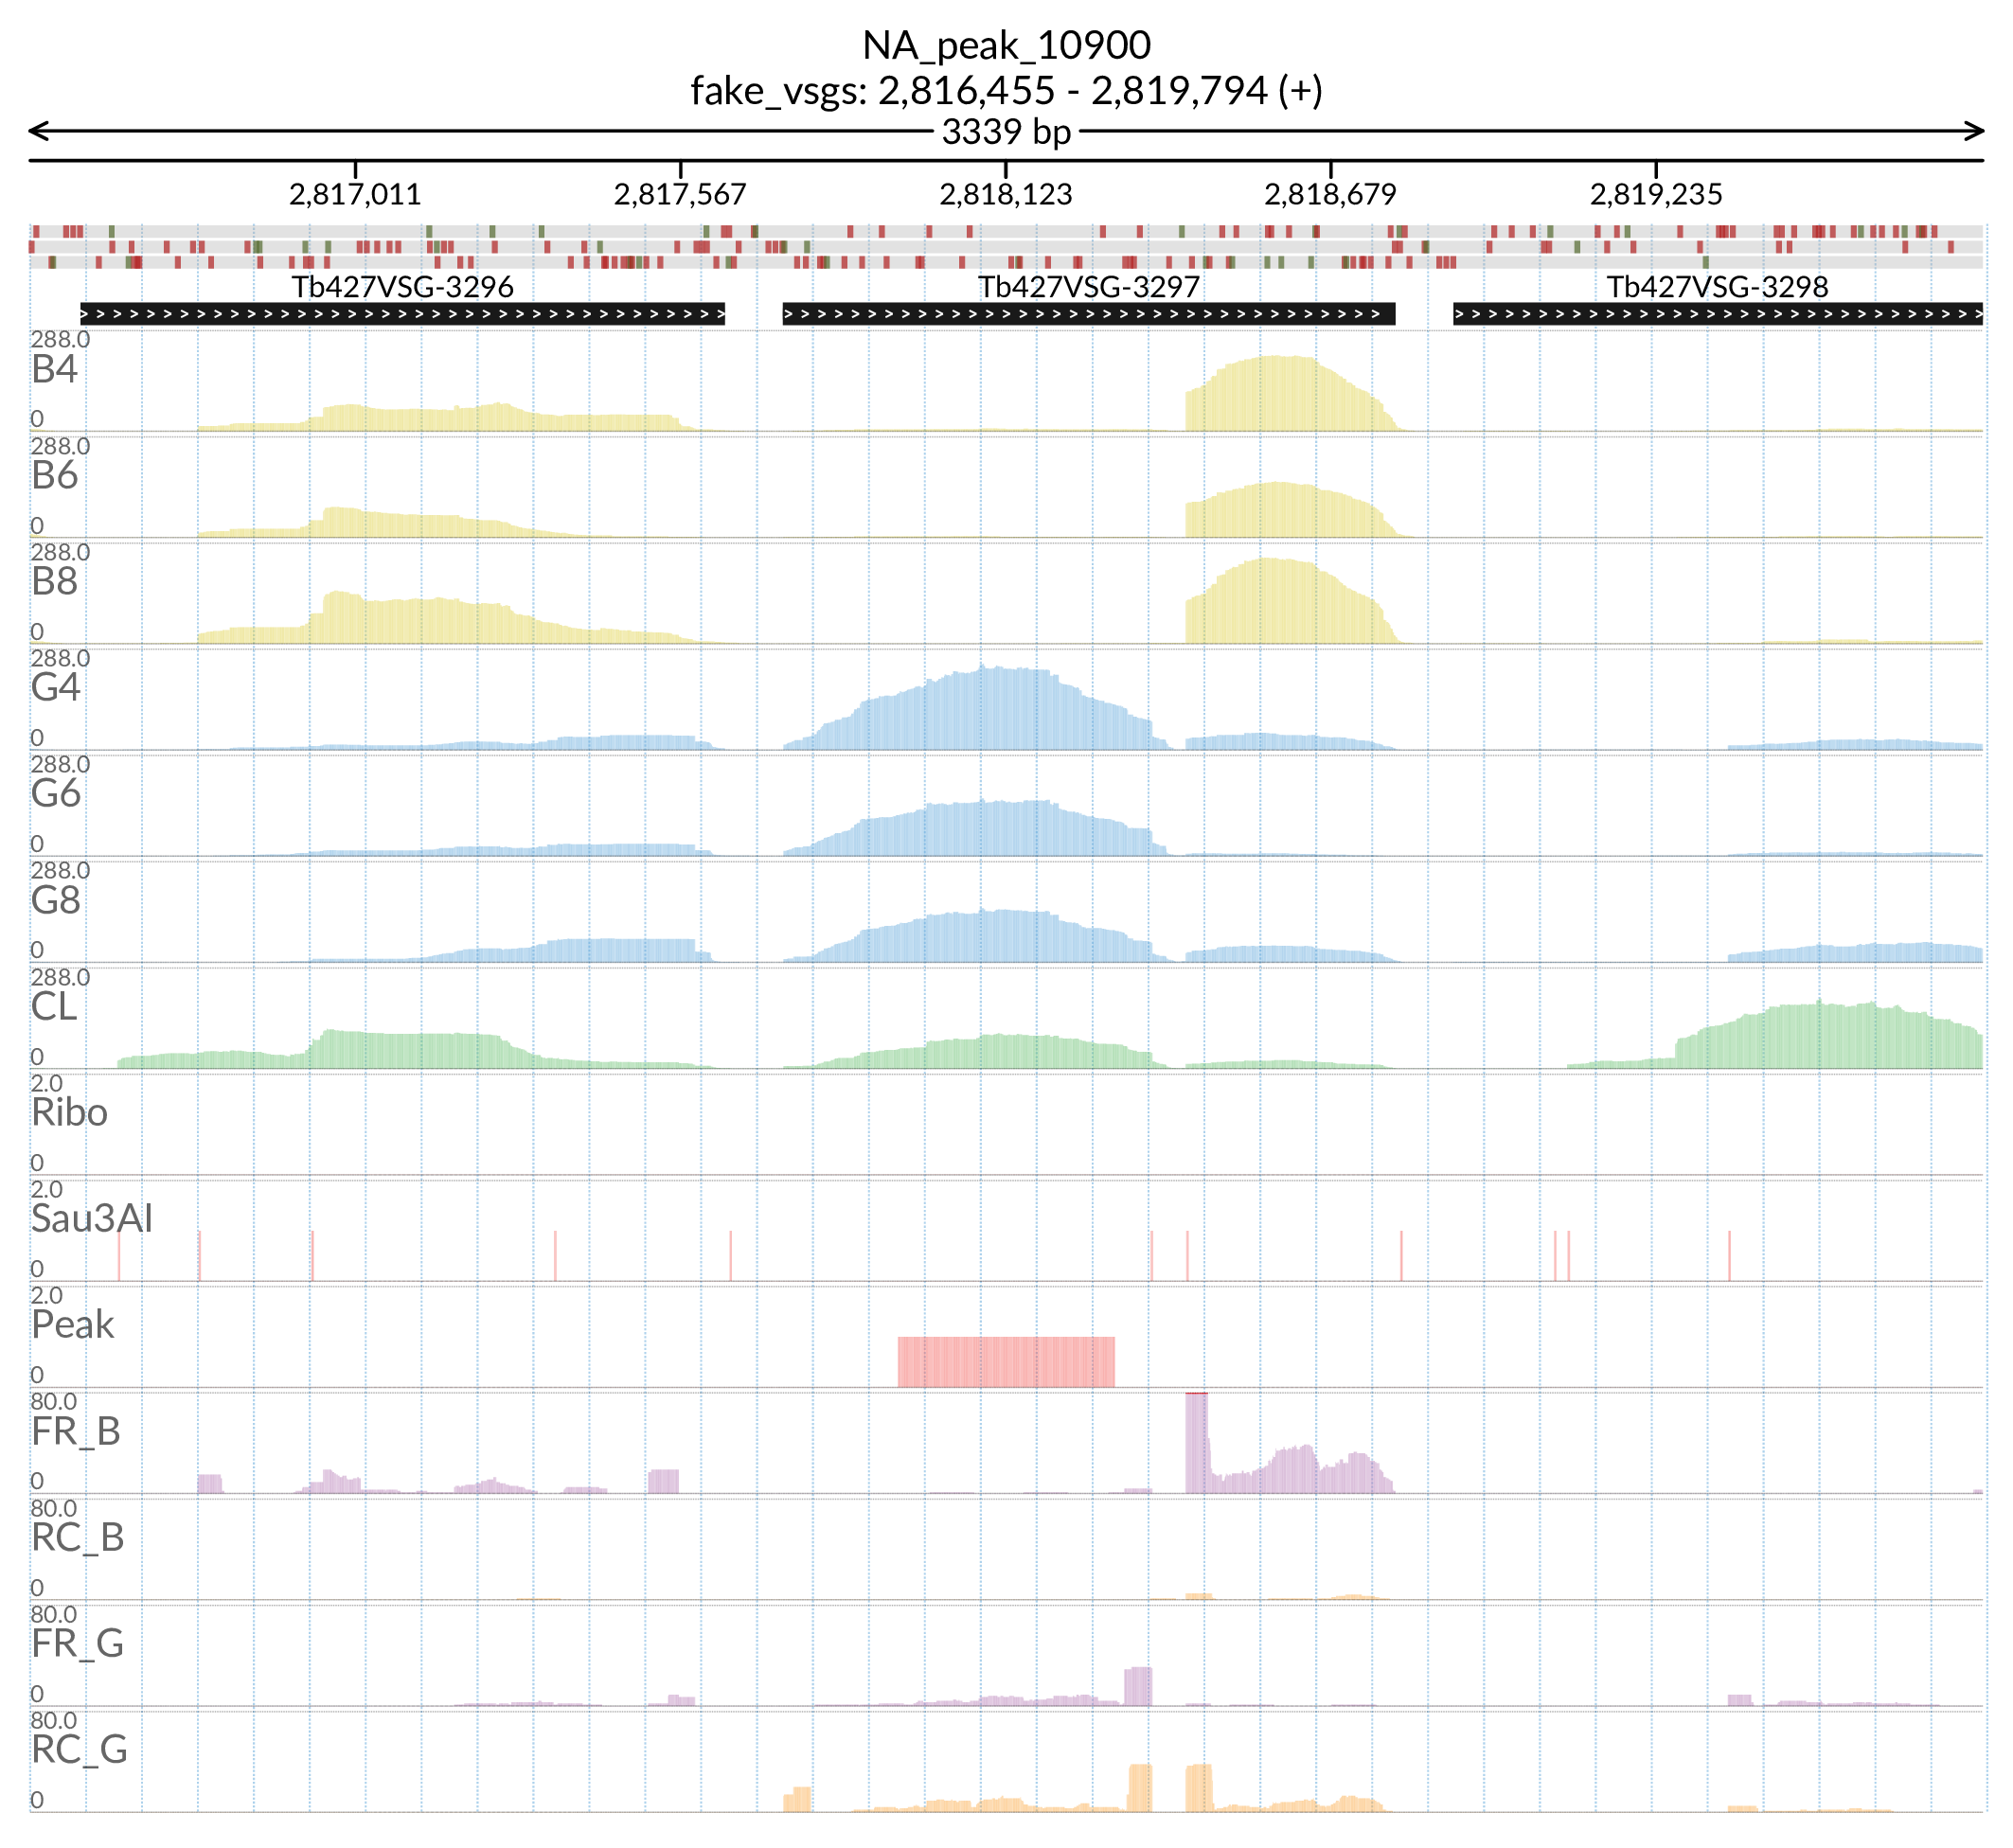 NA_peak_10900
fake_vsgs: 2,816,455 - 2,819,794 (+)
3339 bp
2,817,011 2,817,567 2,818,123 2,818,679 2,819,235
Tb427VSG-3296 Tb427VSG-3297 Tb427VSG-3298
288.0
B4
0
288.0
B6
0
288.0
B8
0
288.0
G4
0
288.0
G6
0
288.0
G8
0
288.0
CL
0
2.0
Ribo
0
2.0
Sau3AI
0
2.0
Peak
0
80.0
FR_B
0
80.0
RC_B
0
80.0
FR_G
0
80.0
RC_G
0